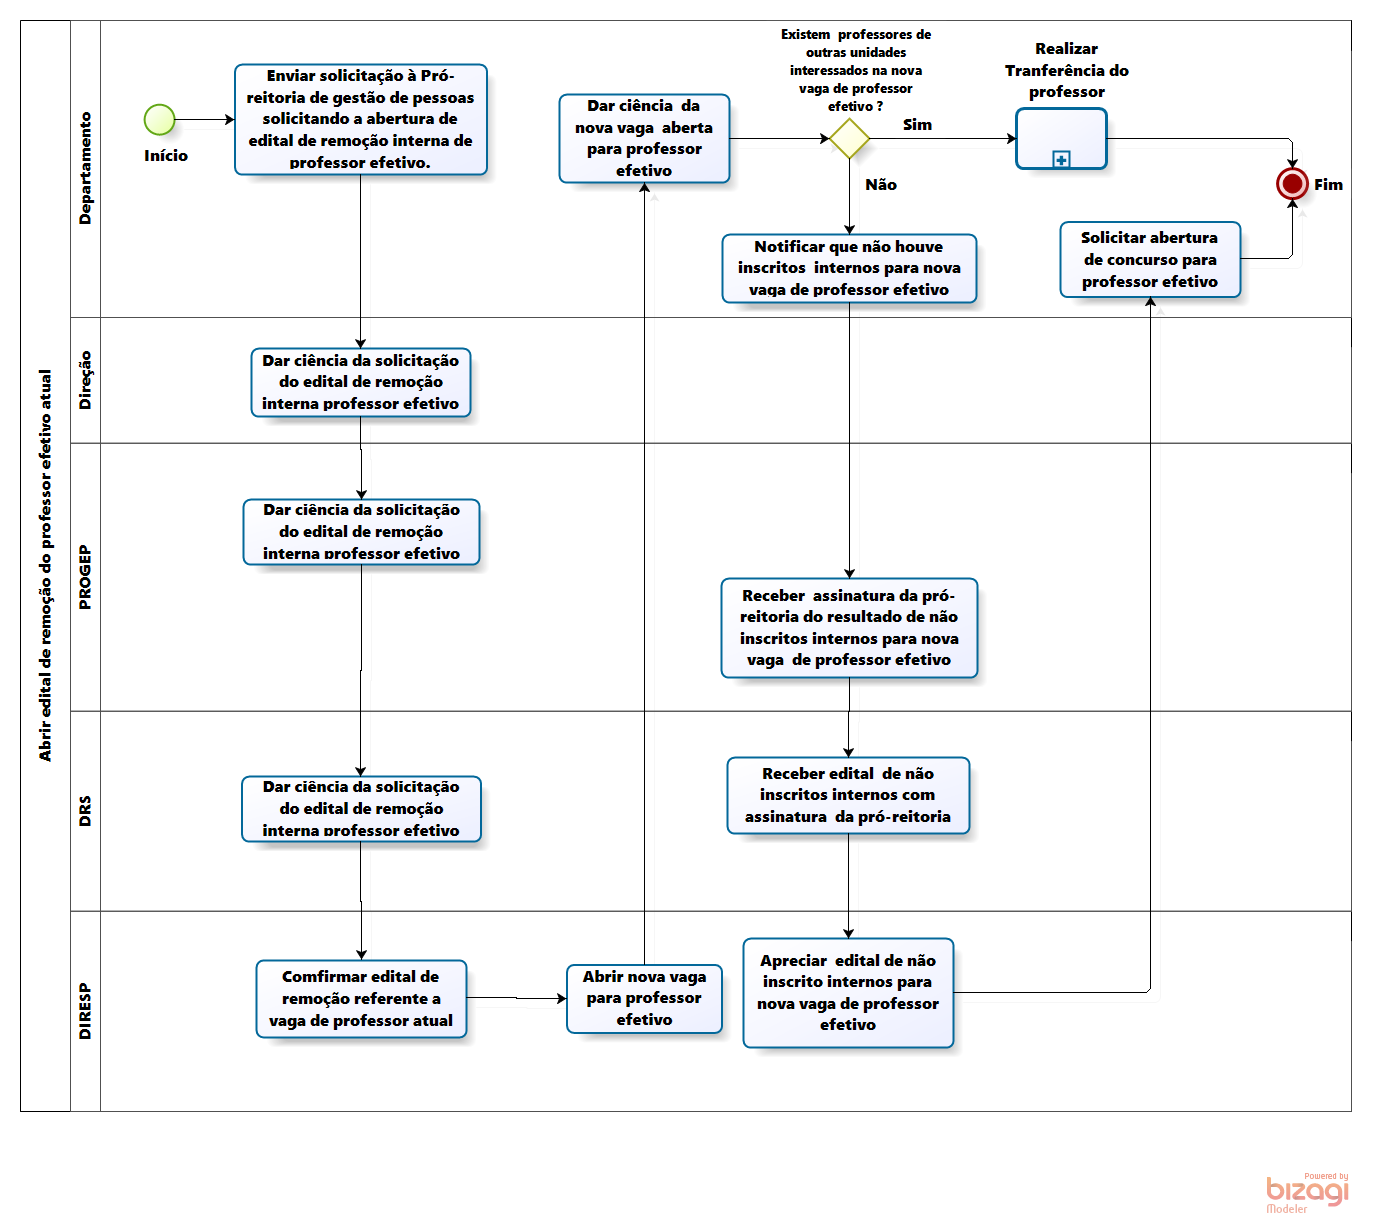 Abrir edital de remoção do professor efetivo atual
Departamento
Início
Enviar solicitação à Pró-
reitoria de gestão de pessoas
solicitando a abertura de
edital de remoção interna de
professor efetivo.
Dar ciência da
nova vaga aberta
para professor
efetivo
Existem professores de
outras unidades
interessados na nova
vaga de professor
efetivo ?
Sim
Não
Realizar
Tranferência do
professor
Fim
Notificar que não houve
inscritos internos para nova
vaga de professor efetivo
Solicitar abertura
de concurso para
professor efetivo
Direção
Dar ciência da solicitação
do edital de remoção
interna professor efetivo
PROGEP
Dar ciência da solicitação
do edital de remoção
interna professor efetivo
Receber assinatura da pró-
reitoria do resultado de não
inscritos internos para nova
vaga de professor efetivo
DRS
Dar ciência da solicitação
do edital de remoção
interna professor efetivo
Receber edital de não
inscritos internos com
assinatura da pró-reitoria
DIRESP
Comfirmar edital de
remoção referente a
vaga de professor atual
Abrir nova vaga
para professor
efetivo
Apreciar edital de não
inscrito internos para
nova vaga de professor
efetivo
Powered by
bizagi
Modeler